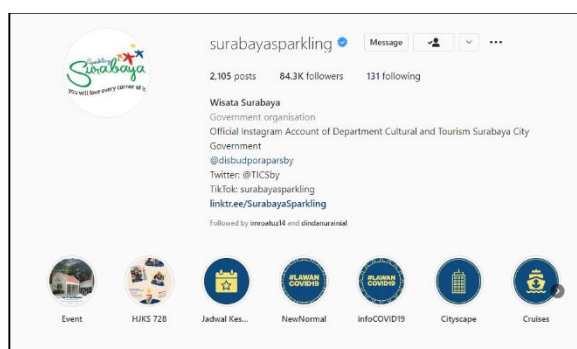 surabayasparkling
Message
2,105 posts 84.3K followers 131 following
Sparkling
Surabaya
you will love every corner of it
Wisata Surabaya
Government organisation
Official Instagram Account of Department Cultural and Tourism Surabaya City
Government
@disbudporaparsby
Twitter: @TICSby
TikTok: surabayasparkling
linktr.ee/SurabayaSparkling
Followed by imroatuz14 and dindanurainial
#LAWAN
COVID19
#LAWAN
COVID19
Event HJKS 728 Jadwal Kes... NewNormal infoCOVID19 Cityscape Cruises